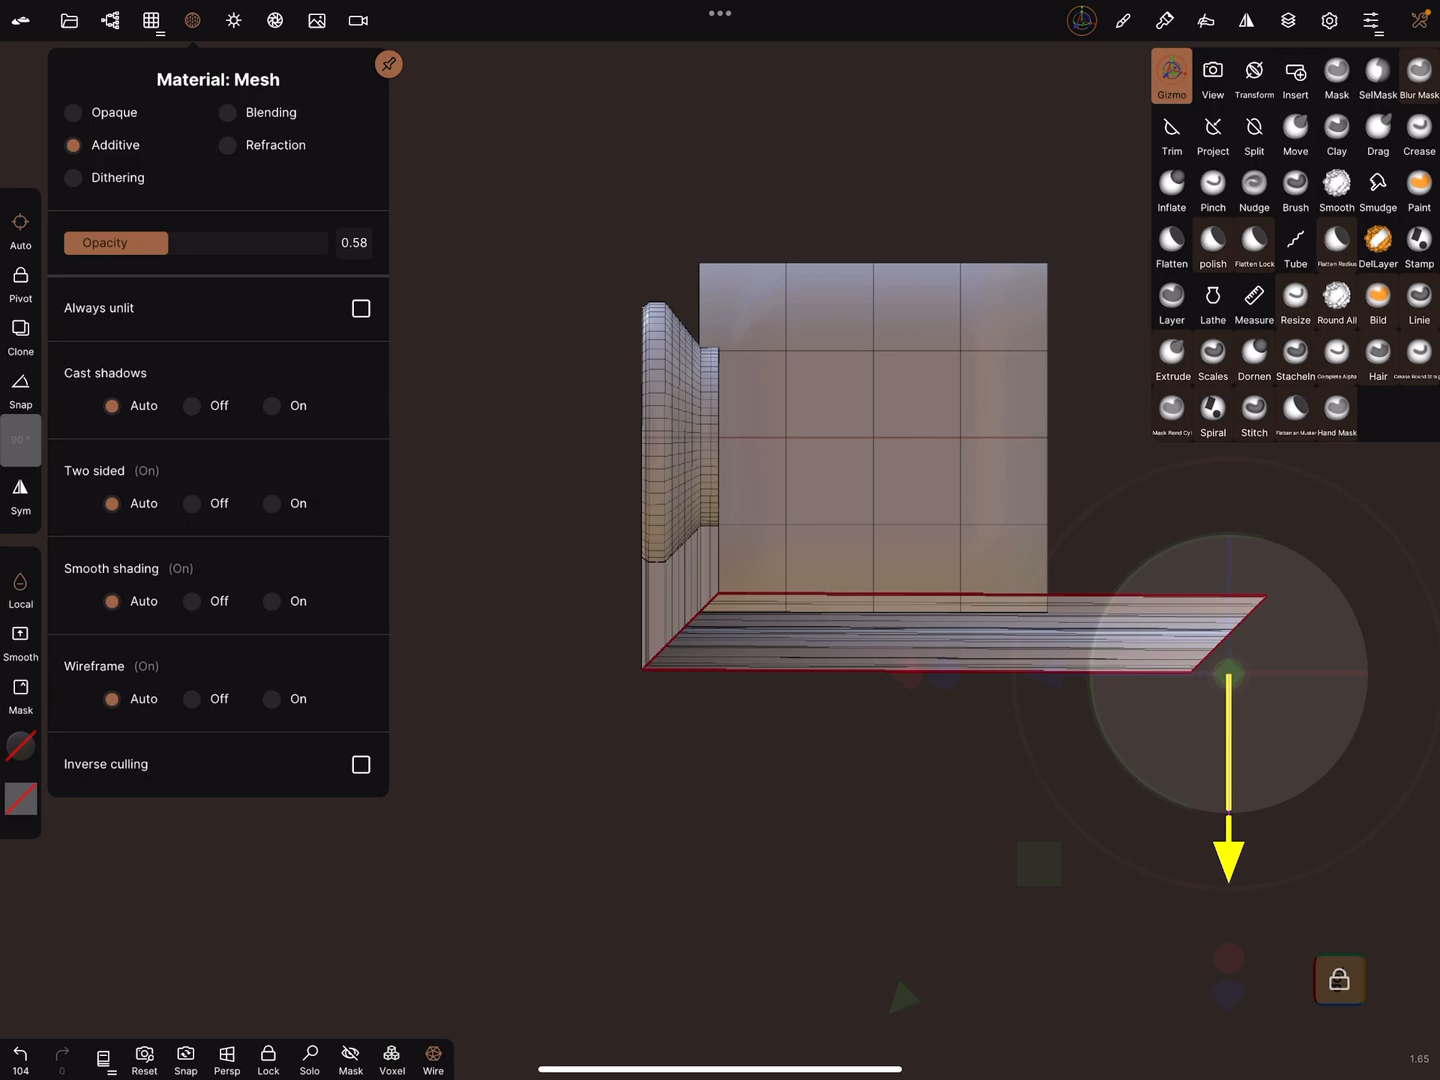 Material: Mesh
Opaque
Blending
Additive
Refraction
Dithering
Opacity
0.58
Always unlit
Cast shadows
Auto
Off
On
Two sided (On)
Auto
Off
On
Smooth shading (On)
Auto
Off
On
Wireframe (On)
Auto
Off
On
Inverse culling
Auto
Pivot
Clone
Snap
90 °
Sym
Local
Smooth
Mask
Gizmo
View
Transform
Insert
Mask
SelMask
Blur Mask
Trim
Project
Split
Move
Clay
Drag
Crease
Inflate
Pinch
Nudge
Brush
Smooth
Smudge
Paint
Flatten
polish
Flatten Lock
Tube
Flatten Radius
DelLayer
Stamp
Layer
Lathe
Measure
Resize
Round All
Bild
Linie
Extrude
Scales
Dornen
Stacheln
Complete Alpha
Hair
Spiral
Stitch
Hand Mask
104
0
Reset
Snap
Persp
Lock
Solo
Mask
Voxel
Wire
1.65